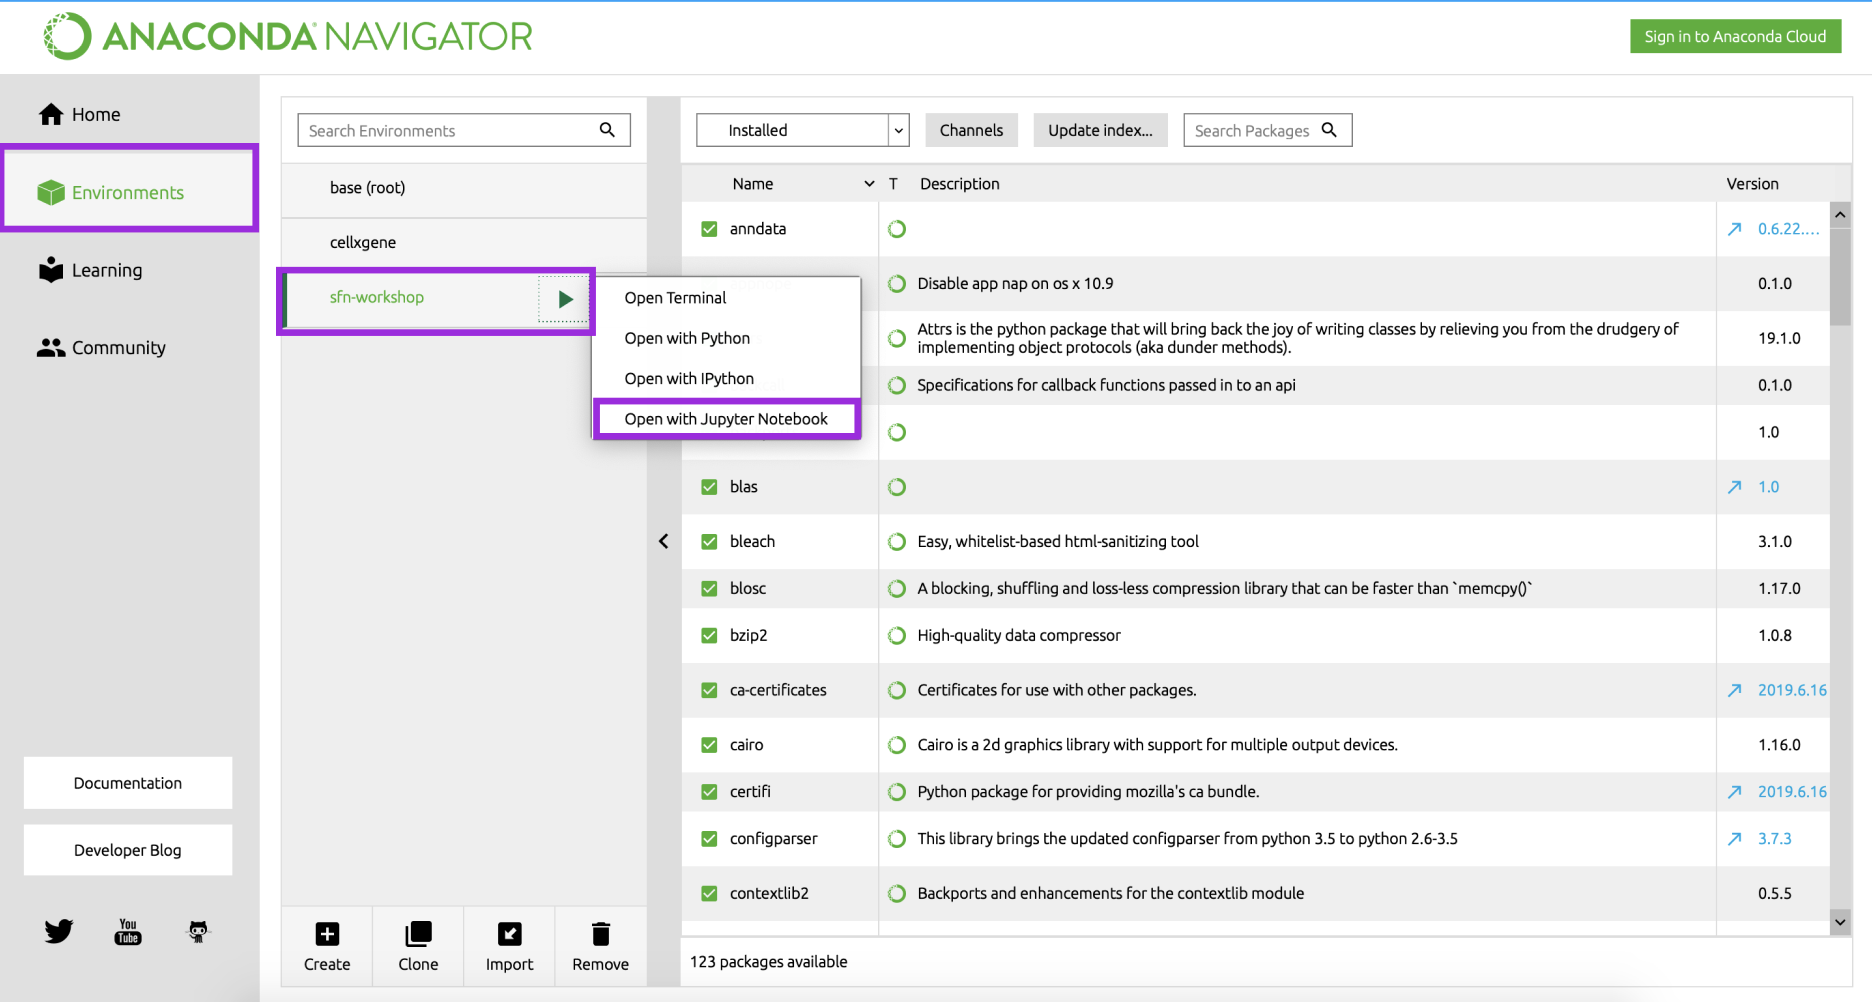 ANACONDA NAVIGATOR
Sign in to Anaconda Cloud
Home
Environments
Learning
Community
Documentation
Developer Blog
You
Tube
Search Environments
base (root)
cellxgene
sfn-workshop
Open Terminal
Open with Python
Open with IPython
Open with Jupyter Notebook
Create
Clone
Import
Remove
Installed
Channels
Update index...
Search Packages
Name T Description Version
anndata 0.6.22....
Disable app nap on os x 10.9 0.1.0
Attrs is the python package that will bring back the joy of writing classes by relieving you from the drudgery of
implementing object protocols (aka dunder methods). 19.1.0
Specifications for callback functions passed in to an api 0.1.0
1.0
blas 1.0
bleach Easy, whitelist-based html-sanitizing tool 3.1.0
blosc A blocking, shuffling and loss-less compression library that can be faster than `memcpy()` 1.17.0
bzip2 High-quality data compressor 1.0.8
ca-certificates Certificates for use with other packages. 2019.6.16
cairo Cairo is a 2d graphics library with support for multiple output devices. 1.16.0
certifi Python package for providing mozilla's ca bundle. 2019.6.16
configparser This library brings the updated configparser from python 3.5 to python 2.6-3.5 3.7.3
contextlib2 Backports and enhancements for the contextlib module 0.5.5
123 packages available